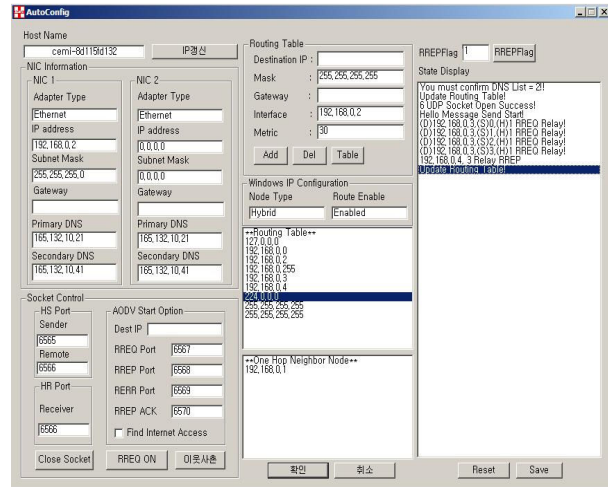 AutoConfig
Host Name
cemi-8d115fd132
IP갱신
NIC Information
NIC 1
Adapter Type
Ethernet
IP address
192,168,0,2
Subnet Mask
255,255,255,0
Gateway
Primary DNS
165,132,10,21
Secondary DNS
165,132,10,41
NIC 2
Adapter Type
Ethernet
IP address
0,0,0,0
Subnet Mask
0,0,0,0
Gateway
Primary DNS
165,132,10,21
Secondary DNS
165,132,10,41
Socket Control
HS Port
Sender
6565
Remote
6566
HR Port
Receiver
6566
AODV Start Option
Dest IP
RREQ Port 6567
RREP Port 6568
RERR Port 6569
RREP ACK 6570
Find Internet Access
Close Socket
RREQ ON
이웃사촌
Routing Table
Destination IP :
Mask : 255,255,255,255
Gateway :
Interface : 192,168,0,2
Metric : 30
Add Del Table
Windows IP Configuration
Node Type Route Enable
Hybrid Enabled
**Routing Table**
127,0,0,0
192,168,0,0
192,168,0,2
192,168,0,255
192,168,0,3
192,168,0,4
224,0,0,0
255,255,255,255
255,255,255,255
**One Hop Neighbor Node**
192,168,0,1
확인 취소
RREPFlag 1 RREPFlag
State Display
You must confirm DNS List = 2!!
Update Routing Table!
6 UDP Socket Open Success!
Hello Message Send Start!
(D)192,168,0,3,(S)0,(H)1 RREQ Relay!
(D)192,168,0,3,(S)1,(H)1 RREQ Relay!
(D)192,168,0,3,(S)2,(H)1 RREQ Relay!
(D)192,168,0,3,(S)3,(H)1 RREQ Relay!
192,168,0,4, 3 Relay RREP
Update Routing Table!
Reset Save